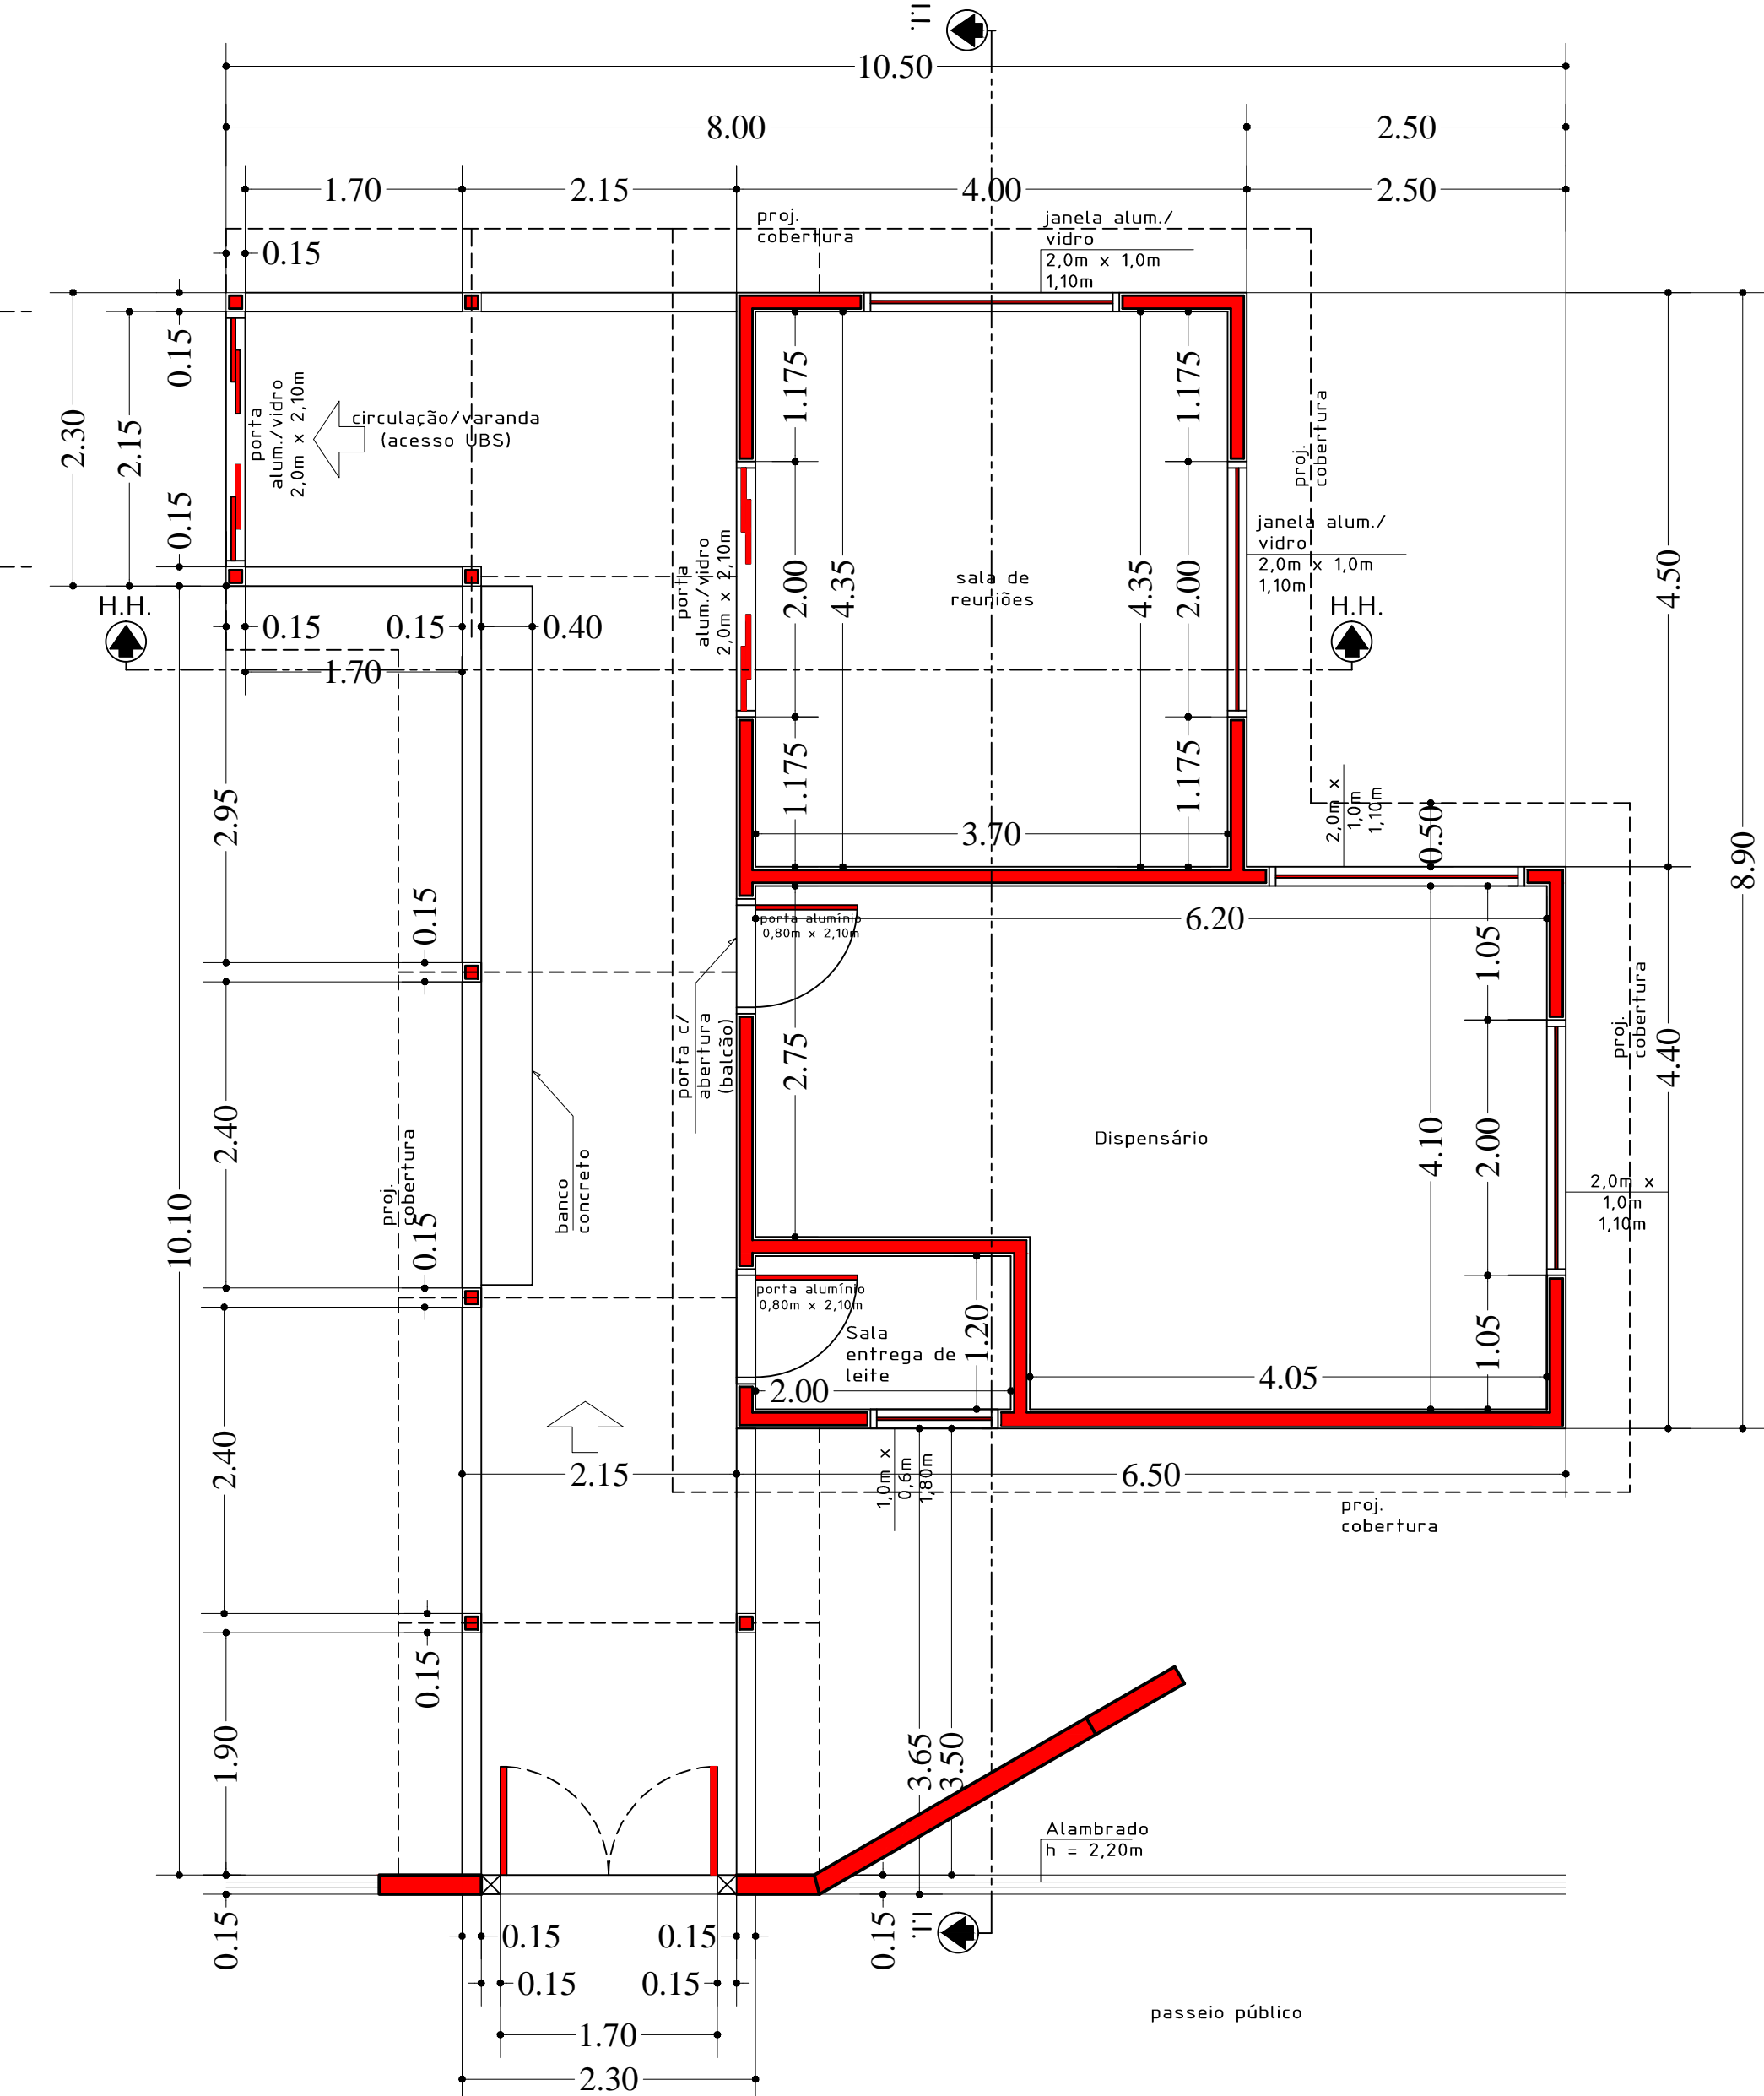 I.I.
10.50
8.00
2.50
1.70
2.15
4.00
2.50
proj.
cobertura
janela alum./
vidro
2,0m x 1,0m
1,10m
0.15
0.15
2.30
2.15
0.15
porta
alum./vidro
2,0m x 2,10m
circulação/varanda
(acesso UBS)
1.175
4.35
2.00
1.175
4.35
1.175
2.00
1.175
proj.
cobertura
porta
alum./vidro
2,0m x 2,10m
sala de
reuniões
janela alum./
vidro
2,0m x 1,0m
1,10m
4.50
8.90
H.H.
H.H.
0.15
0.15
0.40
1.70
2.95
3.70
2,0m x
1,0m
1,10m
0.50
0.15
porta alumínio
0,80m x 2,10m
6.20
1.05
proj.
cobertura
4.40
porta c/
abertura
(balcão)
2.75
2.40
10.10
proj.
cobertura
banco
concreto
Dispensário
4.10
2.00
2,0m x
1,0m
1,10m
0.15
porta alumínio
0,80m x 2,10m
Sala
entrega de
leite
1.20
2.00
4.05
1.05
2.40
2.15
6.50
1,0m x
0,6m
1,80m
proj.
cobertura
0.15
1.90
3.65
3.50
Alambrado
h = 2,20m
0.15
0.15
0.15
0.15
I.I.
0.15
0.15
passeio público
1.70
2.30